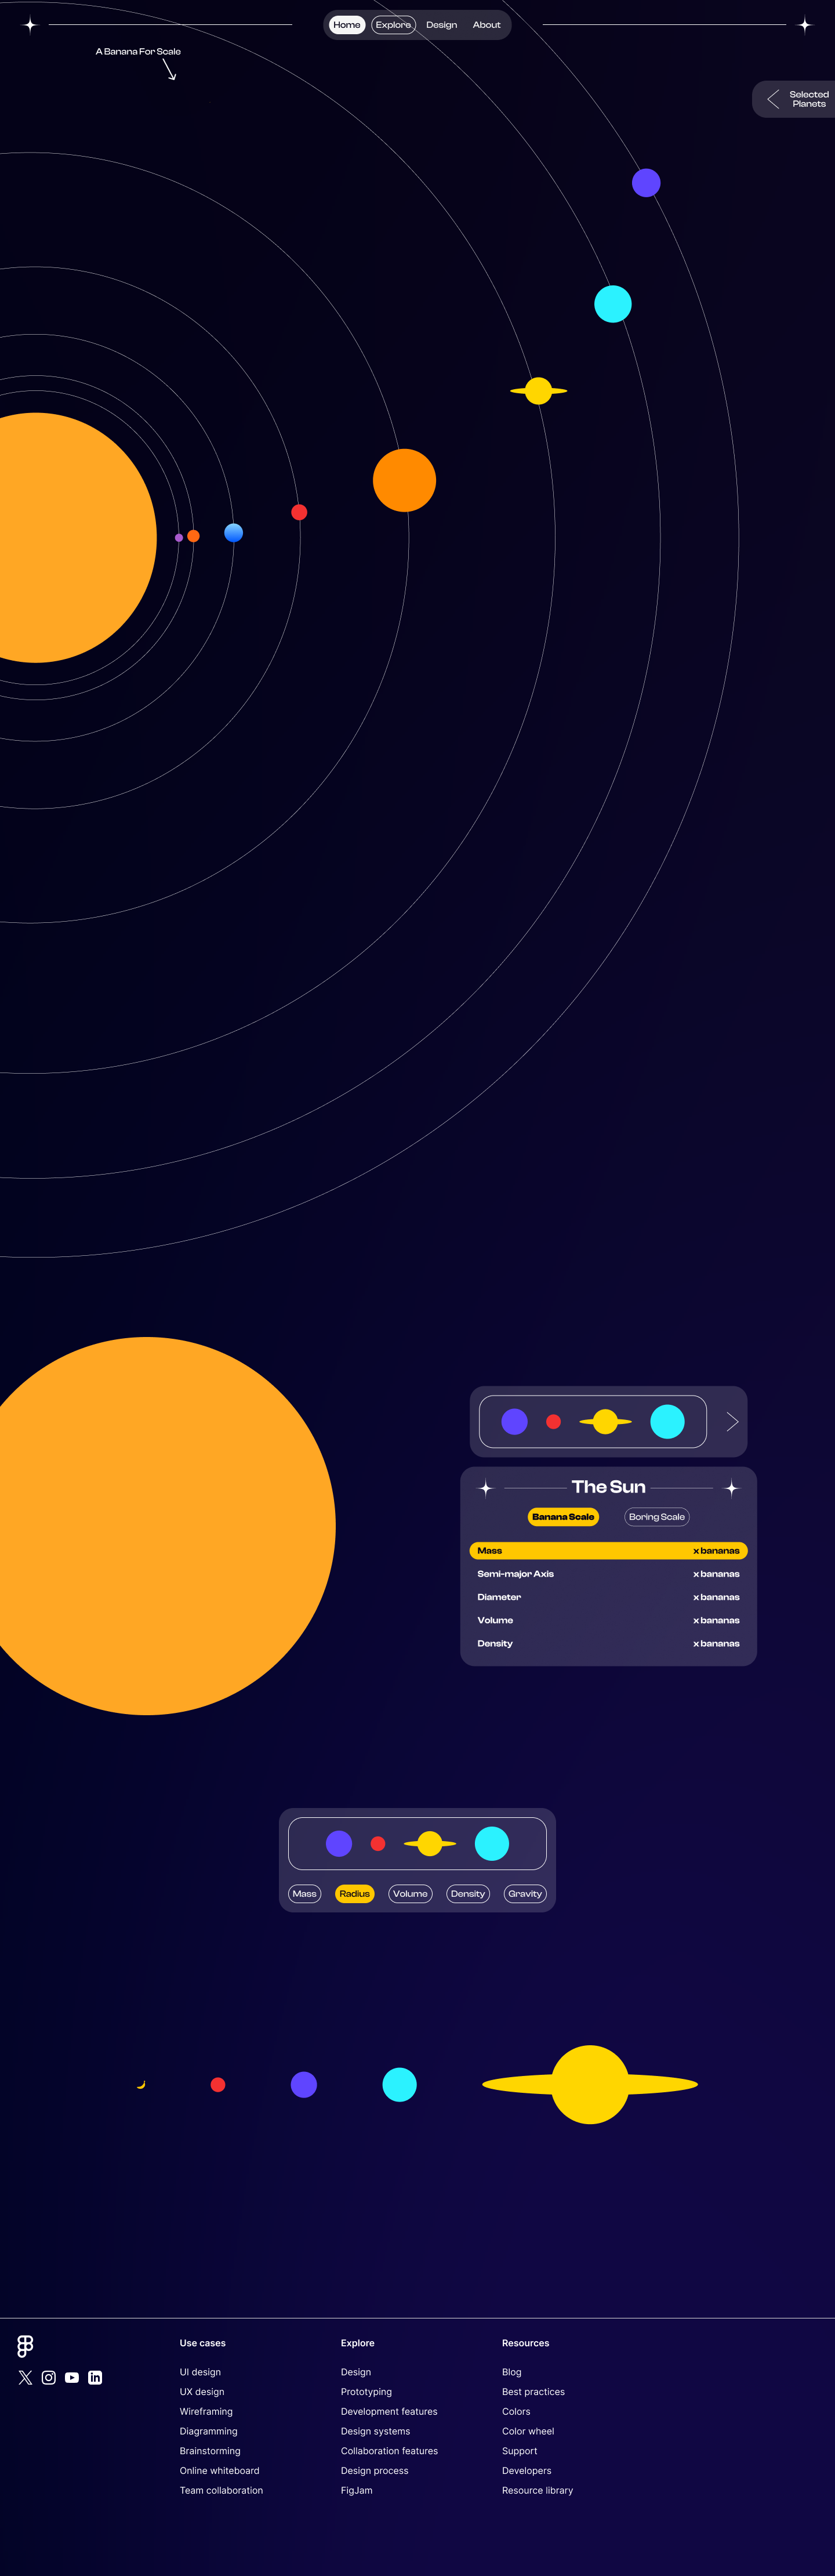 Home Explore Design About
A Banana For Scale
Selected
Planets
The Sun
Banana Scale Boring Scale
Mass x bananas
Semi-major Axis x bananas
Diameter x bananas
Volume x bananas
Density x bananas
Mass Radius Volume Density Gravity
Use cases
UI design
UX design
Wireframing
Diagramming
Brainstorming
Online whiteboard
Team collaboration
Explore
Design
Prototyping
Development features
Design systems
Collaboration features
Design process
FigJam
Resources
Blog
Best practices
Colors
Color wheel
Support
Developers
Resource library